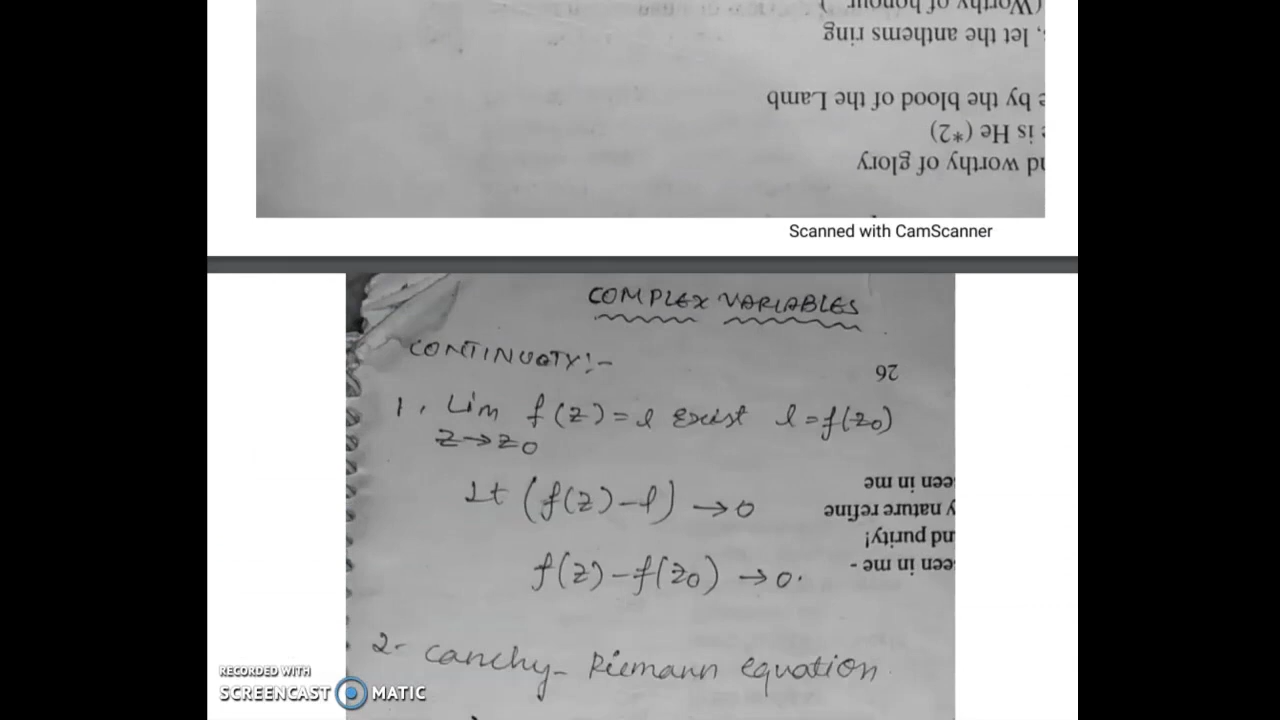 (Worthy of honour )
s, let the anthems ring
e by the blood of the Lamb
e is He (*2)
nd worthy of glory
Scanned with CamScanner
COMPLEX VARIABLES
CONTINUOTY:-
26
1. Lim f(z) = l exist l = f(z0)
z→z0
Lt (f(z)-l) →0
een in me
y nature refine
nd purity!
f(z)-f(z0) →0.
een in me -
2- Canchy- Riemann equation
RECORDED WITH
SCREENCAST MATIC